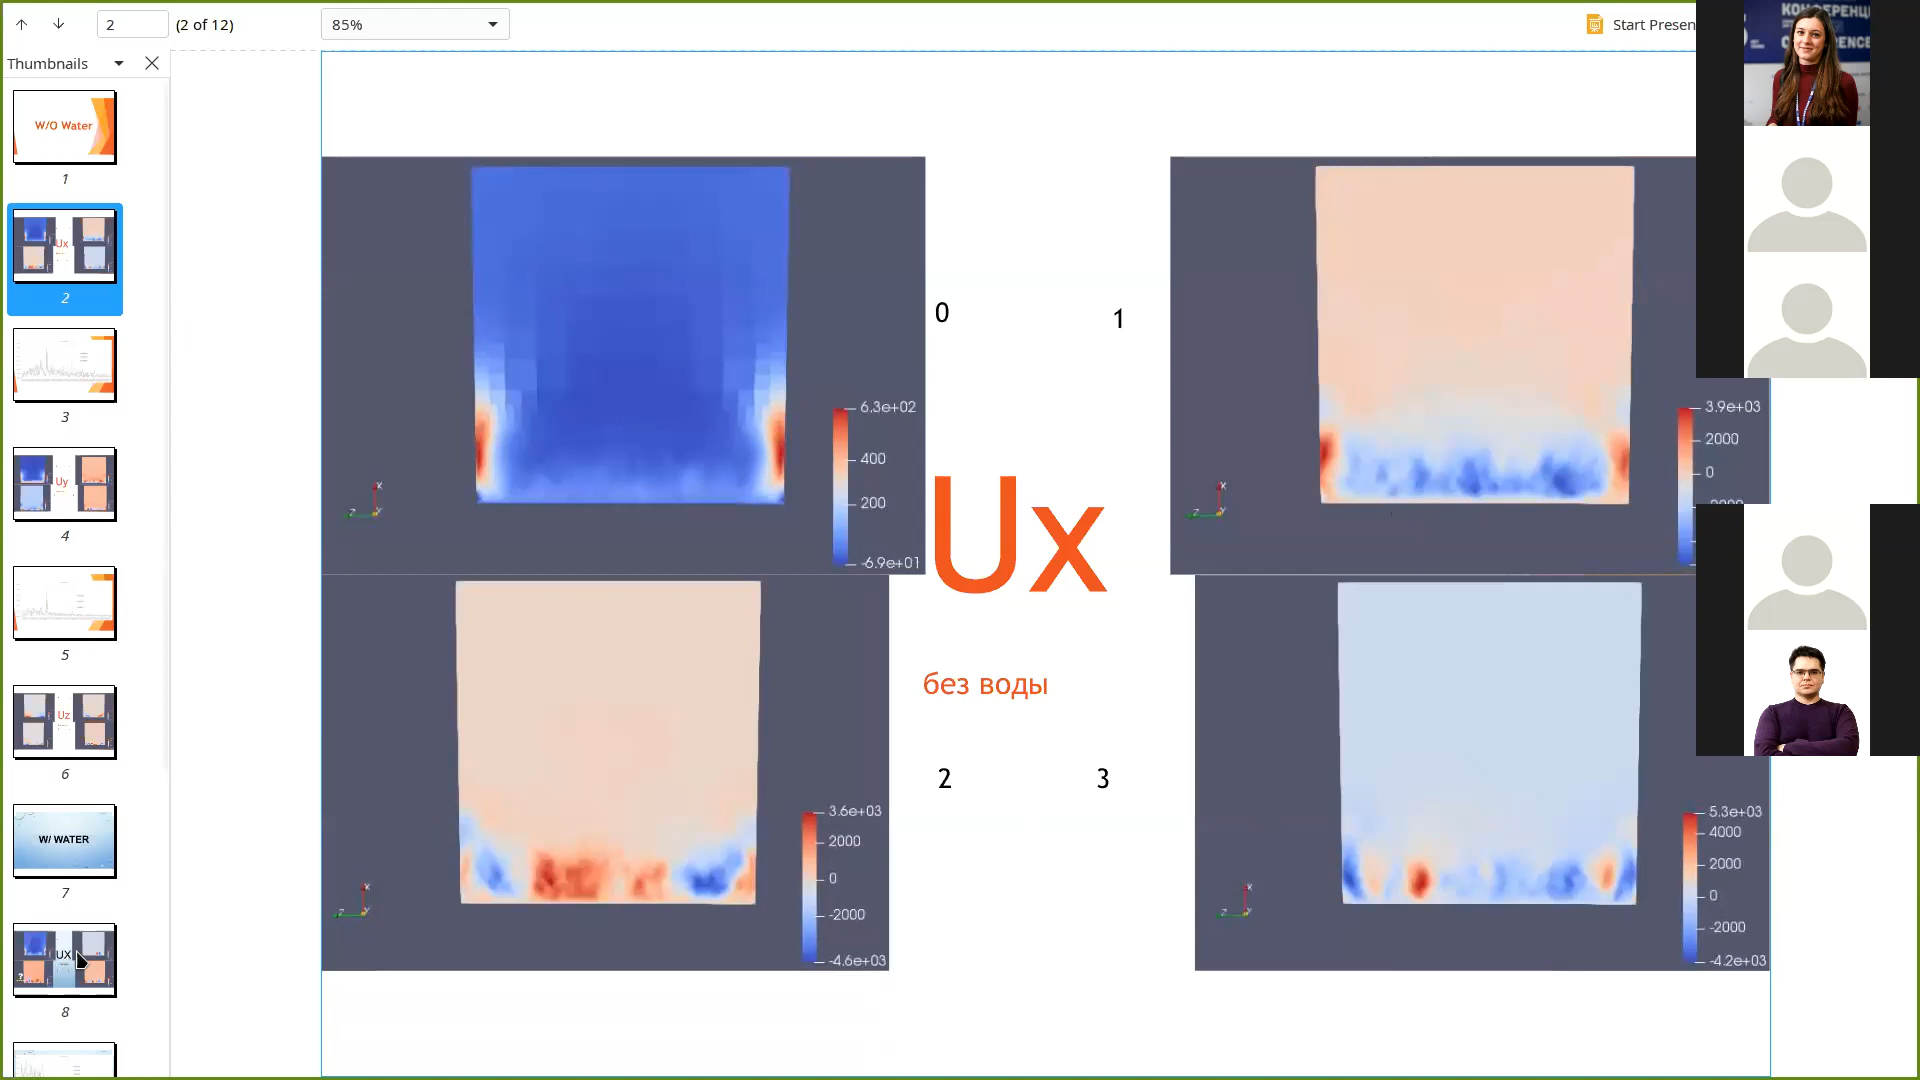 2
(2 of 12)
85%
Start Presen
КОНФЕРЕНЦ
Thumbnails
W/O Water
1
Ux
2
3
Uy
4
5
Uz
6
W/ WATER
7
UX
?
8
0
1
6.3e+02
400
200
-6.9e+01
3.9e+03
2000
0
Ux
без воды
2
3
3.6e+03
2000
0
-2000
-4.6e+03
5.3e+03
4000
2000
0
-2000
-4.2e+03
X
Z
Y
X
Z
Y
X
Z
X
Z